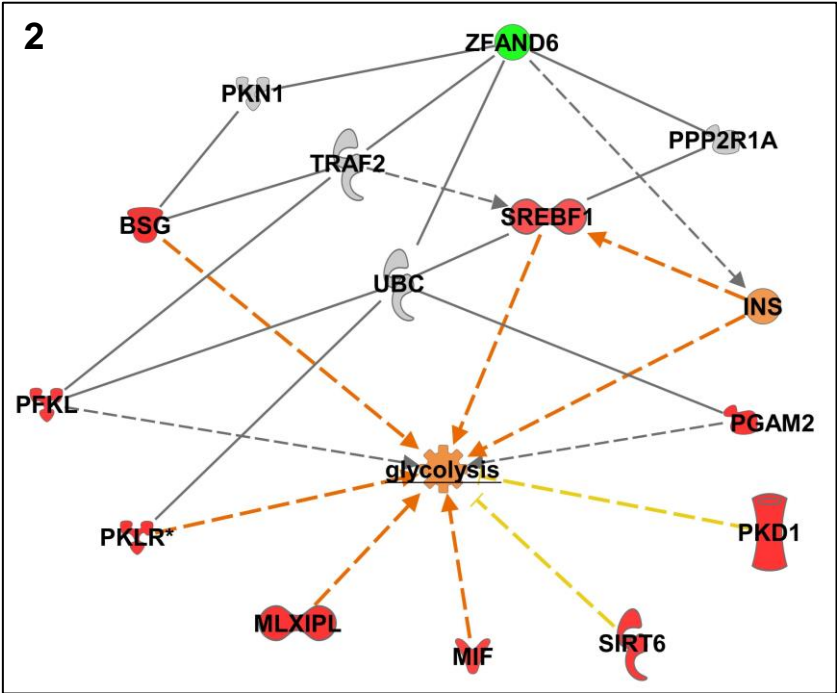 2
ZFAND6
PKN1
PPP2R1A
TRAF2
BSG
SREBF1
UBC
INS
PFKL
PGAM2
glycolysis
PKLR*
PKD1
MLXIPL
SIRT6
MIF